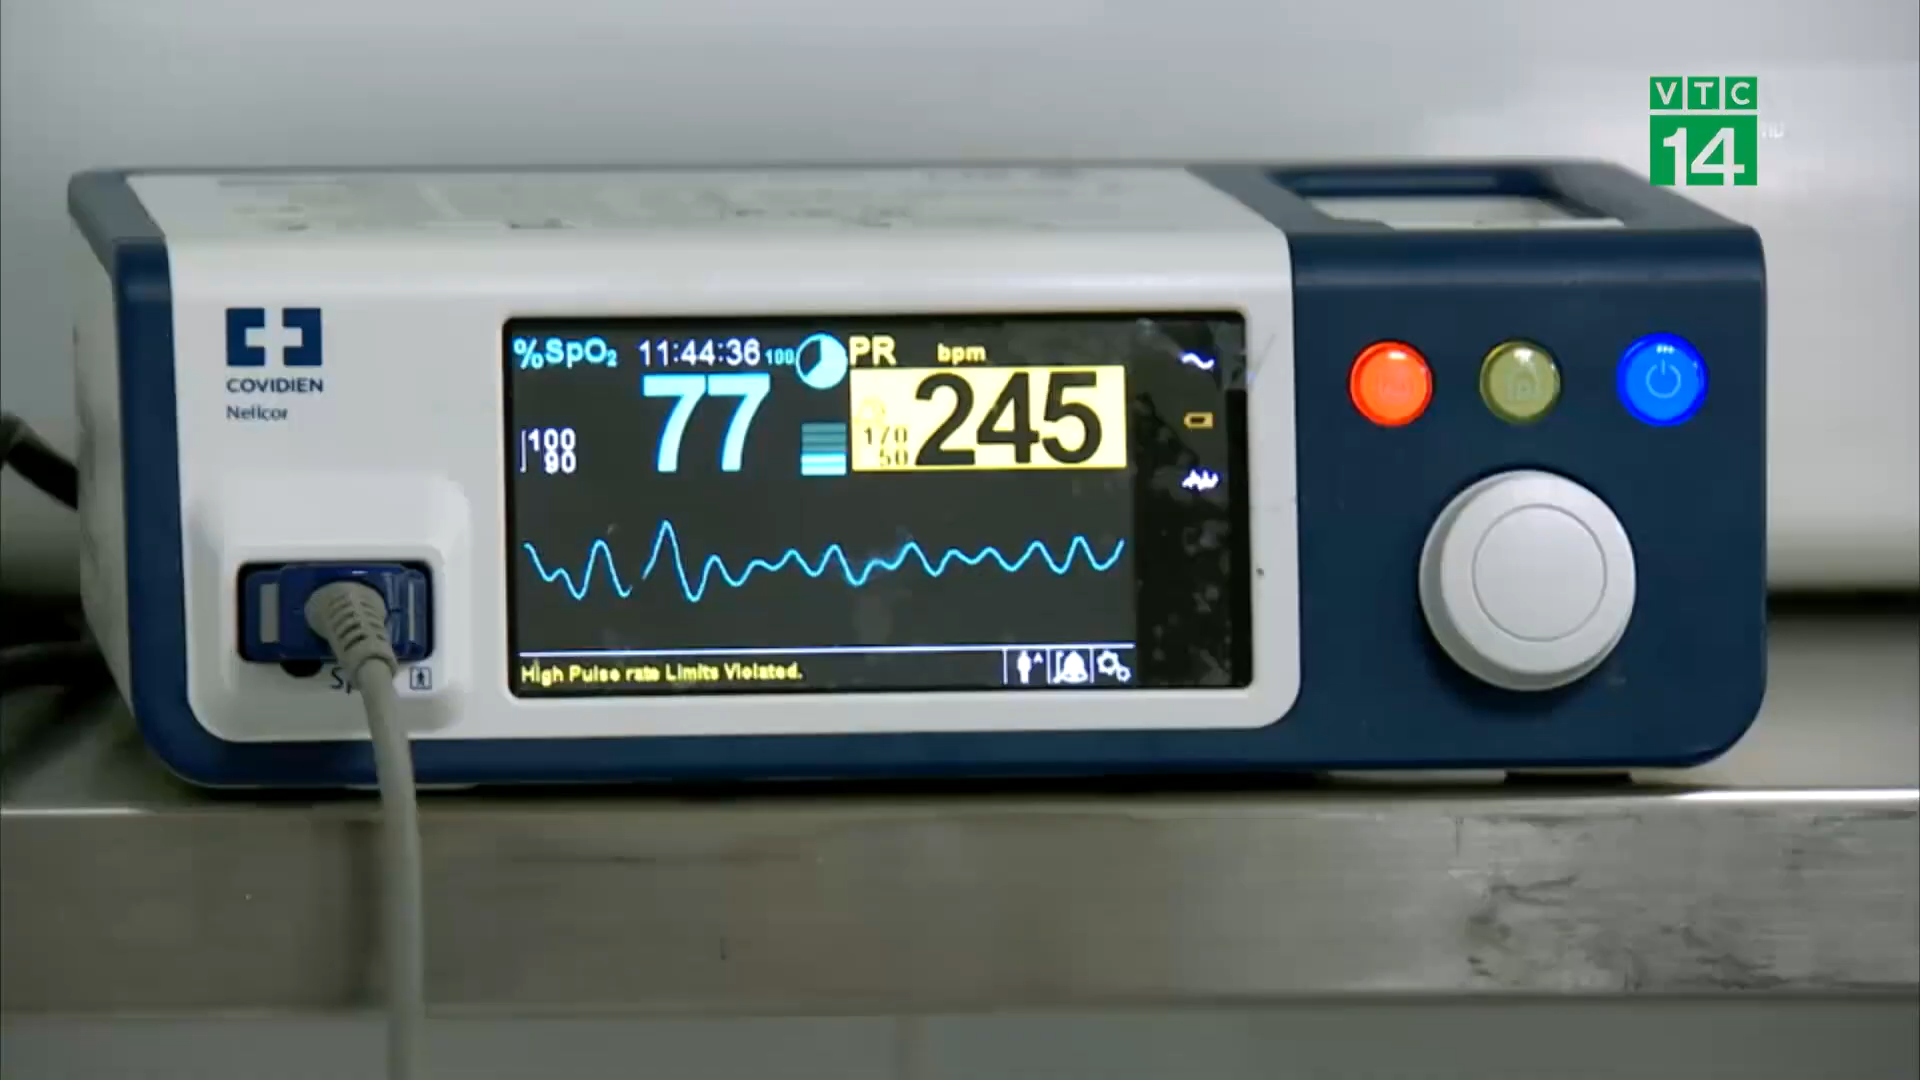 VTC
14
HD
COVIDIEN
Nellcor
%SpO₂ 11:44:36 100 PR bpm
77
100
90
170
50
245
High Pulse rate Limits Violated.